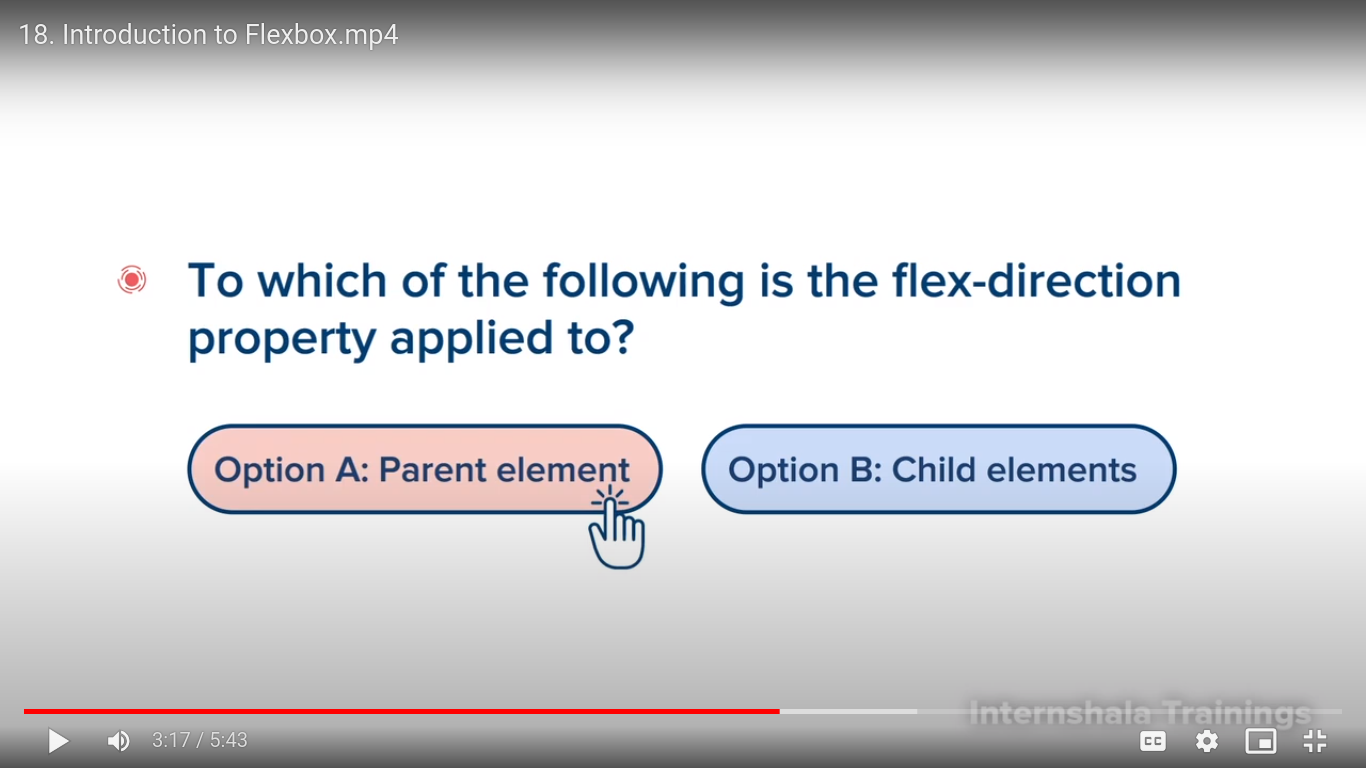 18. Introduction to Flexbox.mp4
To which of the following is the flex-direction
property applied to?
Option A: Parent element
Option B: Child elements
Internshala Trainings
3:17 / 5:43
CC